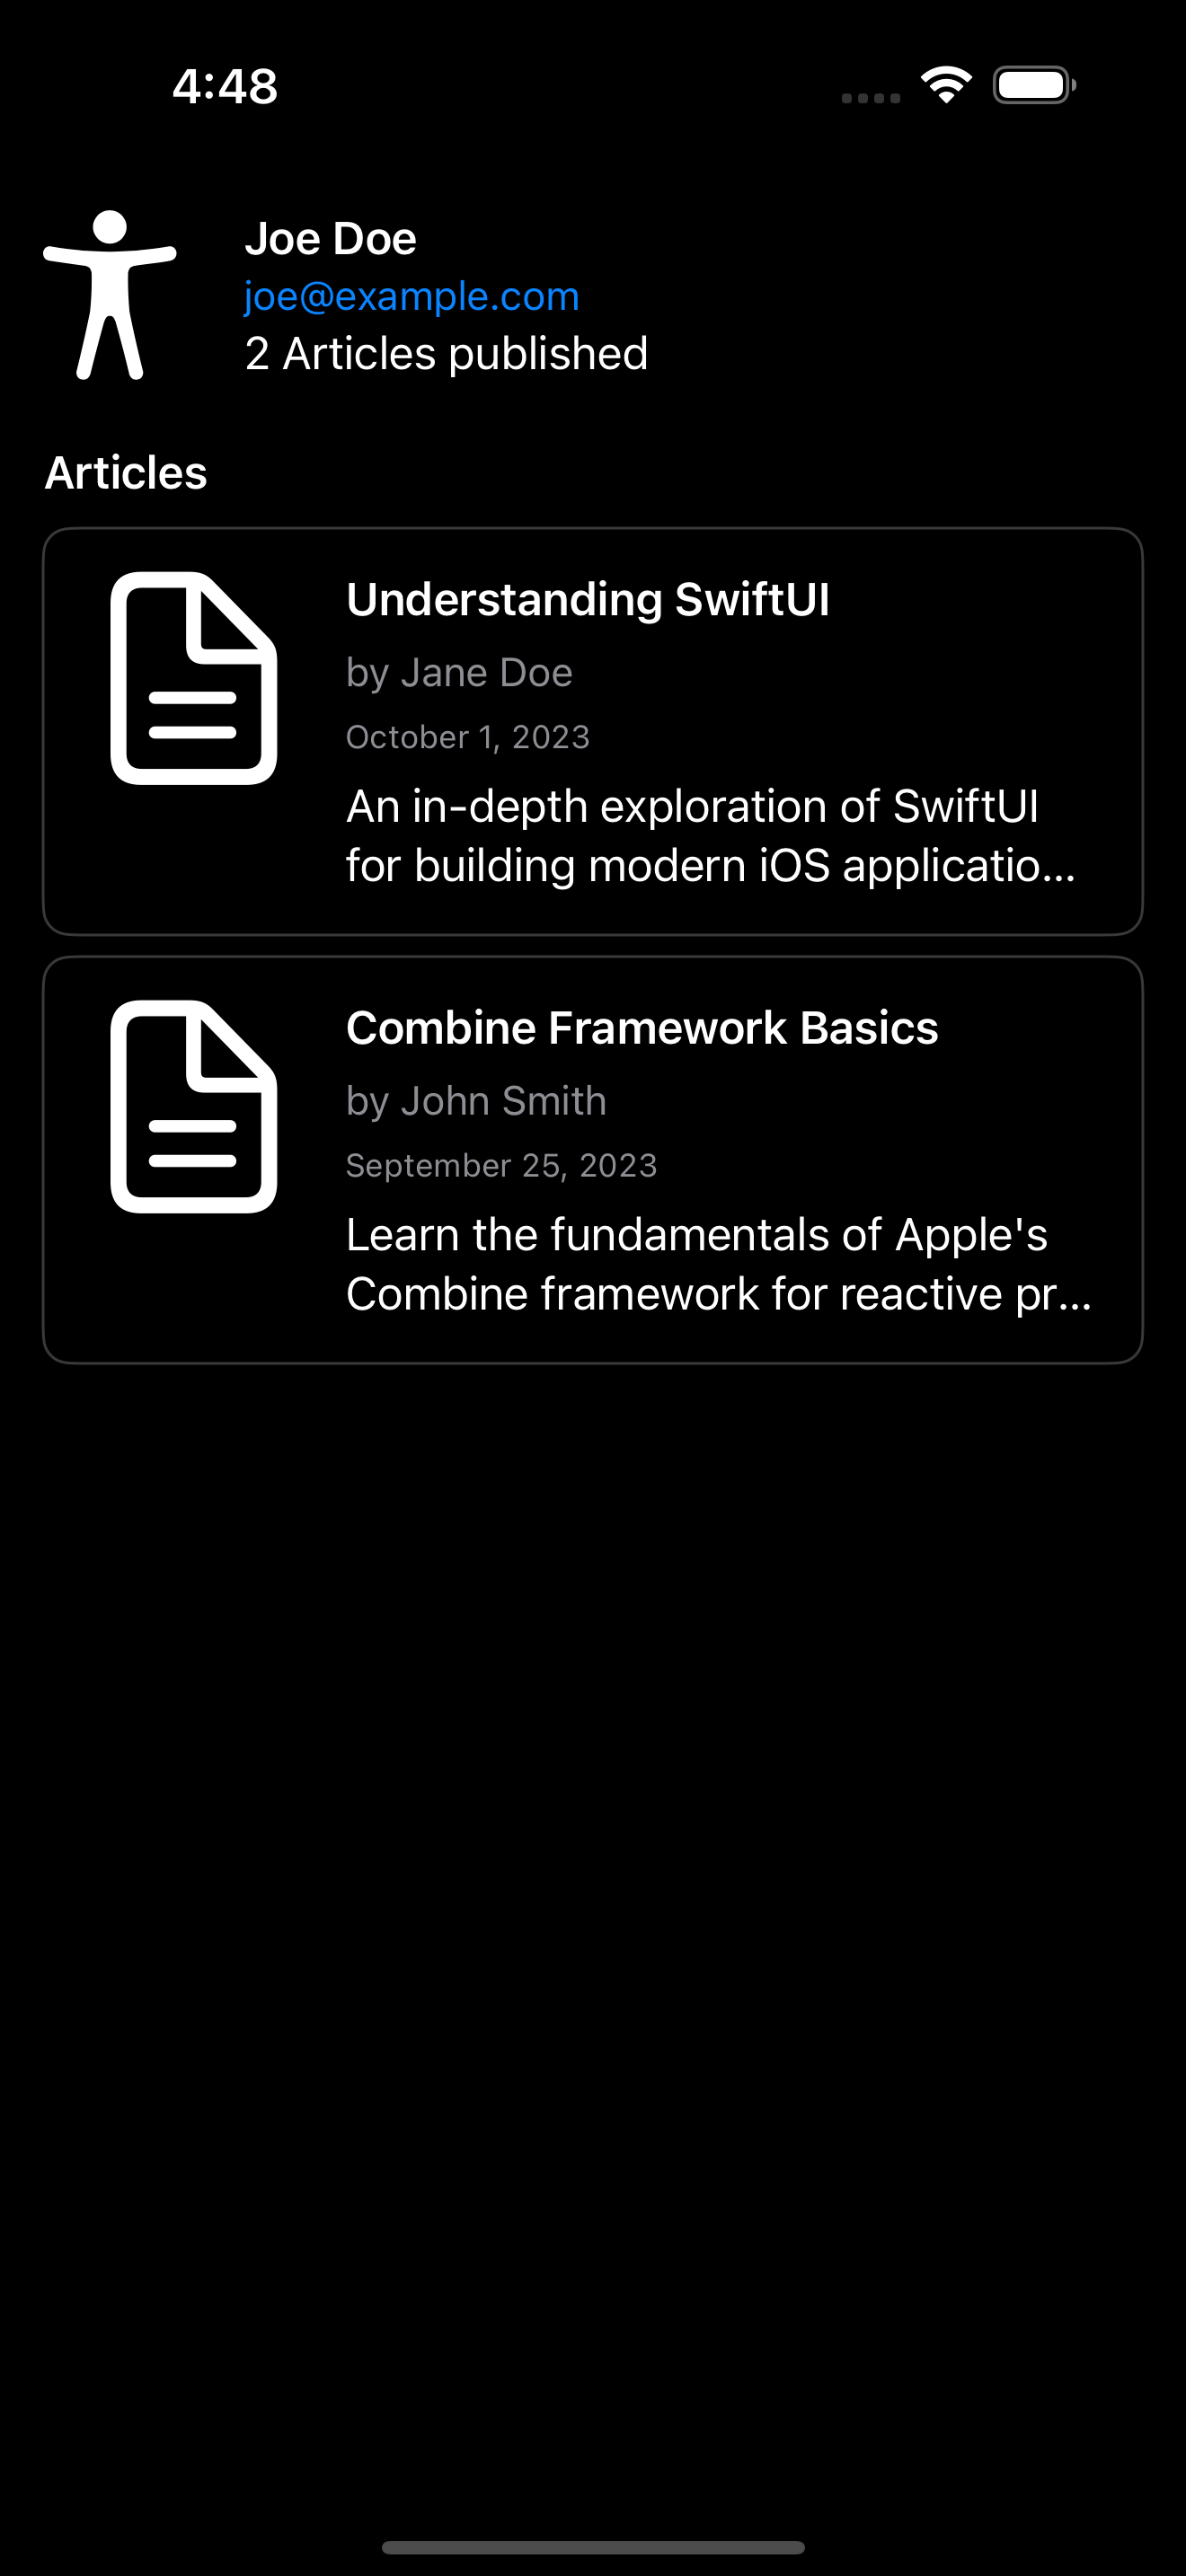 4:48
Joe Doe
joe@example.com
2 Articles published
Articles
Understanding SwiftUI
by Jane Doe
October 1, 2023
An in-depth exploration of SwiftUI
for building modern iOS applicatio...
Combine Framework Basics
by John Smith
September 25, 2023
Learn the fundamentals of Apple's
Combine framework for reactive pr...